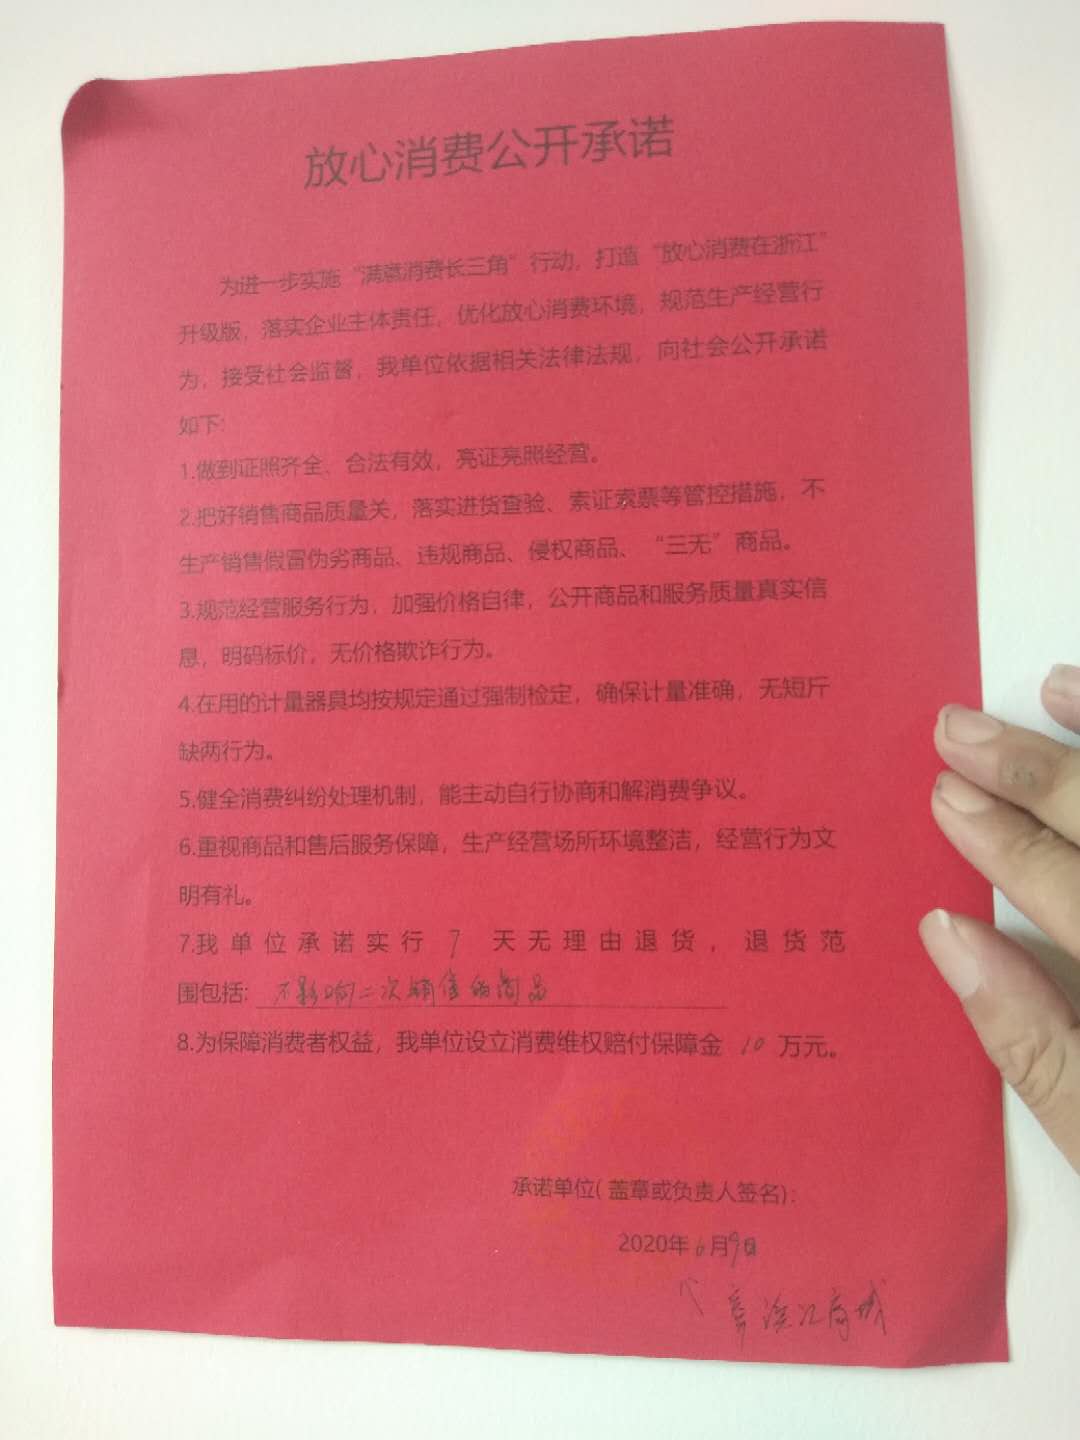 放心消费公开承诺
为进一步实施“满意消费长三角”行动，打造“放心消费在浙江”
升级版，落实企业主体责任，优化放心消费环境，规范生产经营行
为，接受社会监督，我单位依据相关法律法规，向社会公开承诺
如下:
1.做到证照齐全、合法有效，亮证亮照经营。
2.把好销售商品质量关，落实进货查验、索证索票等管控措施，不
生产销售假冒伪劣商品、违规商品、侵权商品、“三无”商品。
3.规范经营服务行为，加强价格自律，公开商品和服务质量真实信
息，明码标价，无价格欺诈行为。
4.在用的计量器具均按规定通过强制检定，确保计量准确，无短斤
缺两行为。
5.健全消费纠纷处理机制，能主动自行协商和解消费争议。
6.重视商品和售后服务保障，生产经营场所环境整洁，经营行为文
明有礼。
7.我单位承诺实行 7 天无理由退货，退货范
围包括: 不影响二次销售的商品
8.为保障消费者权益，我单位设立消费维权赔付保障金 10 万元。
承诺单位( 盖章或负责人签名):
2020年6月9日
章 滨江商城